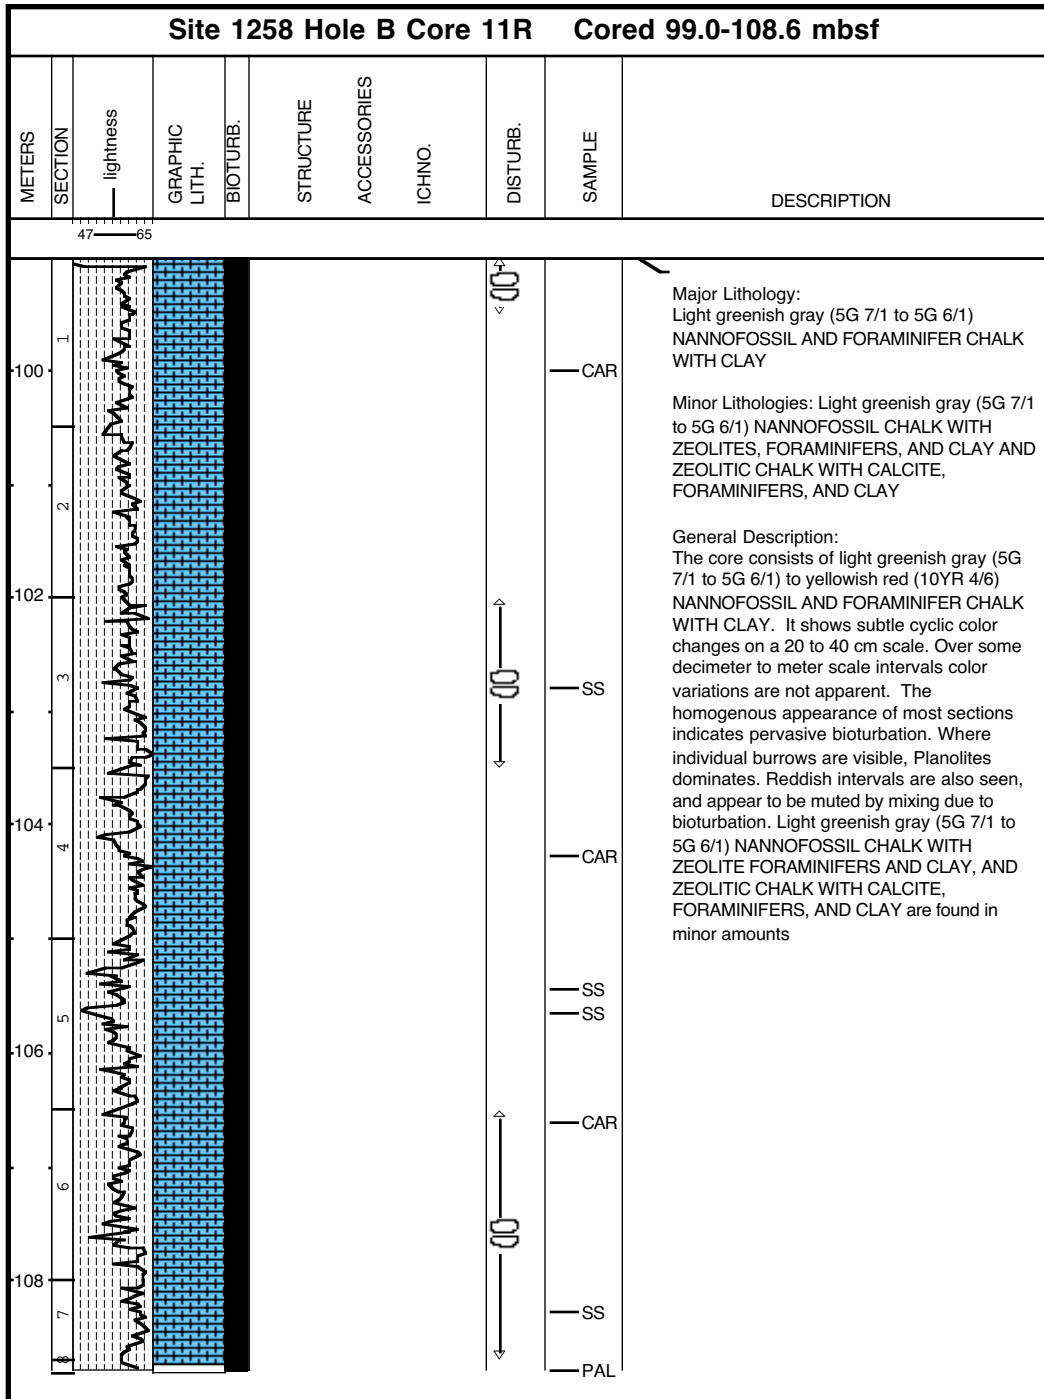 Site 1258 Hole B Core 11R    Cored 99.0-108.6 mbsf
METERS
SECTION
lightness
GRAPHIC
LITH.
BIOTURB.
STRUCTURE
ACCESSORIES
ICHNO.
DISTURB.
SAMPLE
DESCRIPTION
47 65
1
2
3
4
5
6
7
8
100
102
104
106
108
CAR
SS
CAR
SS
SS
CAR
SS
PAL
Major Lithology:
Light greenish gray (5G 7/1 to 5G 6/1)
NANNOFOSSIL AND FORAMINIFER CHALK
WITH CLAY
Minor Lithologies: Light greenish gray (5G 7/1
to 5G 6/1) NANNOFOSSIL CHALK WITH
ZEOLITES, FORAMINIFERS, AND CLAY AND
ZEOLITIC CHALK WITH CALCITE,
FORAMINIFERS, AND CLAY
General Description:
The core consists of light greenish gray (5G
7/1 to 5G 6/1) to yellowish red (10YR 4/6)
NANNOFOSSIL AND FORAMINIFER CHALK
WITH CLAY.  It shows subtle cyclic color
changes on a 20 to 40 cm scale. Over some
decimeter to meter scale intervals color
variations are not apparent.  The
homogenous appearance of most sections
indicates pervasive bioturbation. Where
individual burrows are visible, Planolites
dominates. Reddish intervals are also seen,
and appear to be muted by mixing due to
bioturbation. Light greenish gray (5G 7/1 to
5G 6/1) NANNOFOSSIL CHALK WITH
ZEOLITE FORAMINIFERS AND CLAY, AND
ZEOLITIC CHALK WITH CALCITE,
FORAMINIFERS, AND CLAY are found in
minor amounts